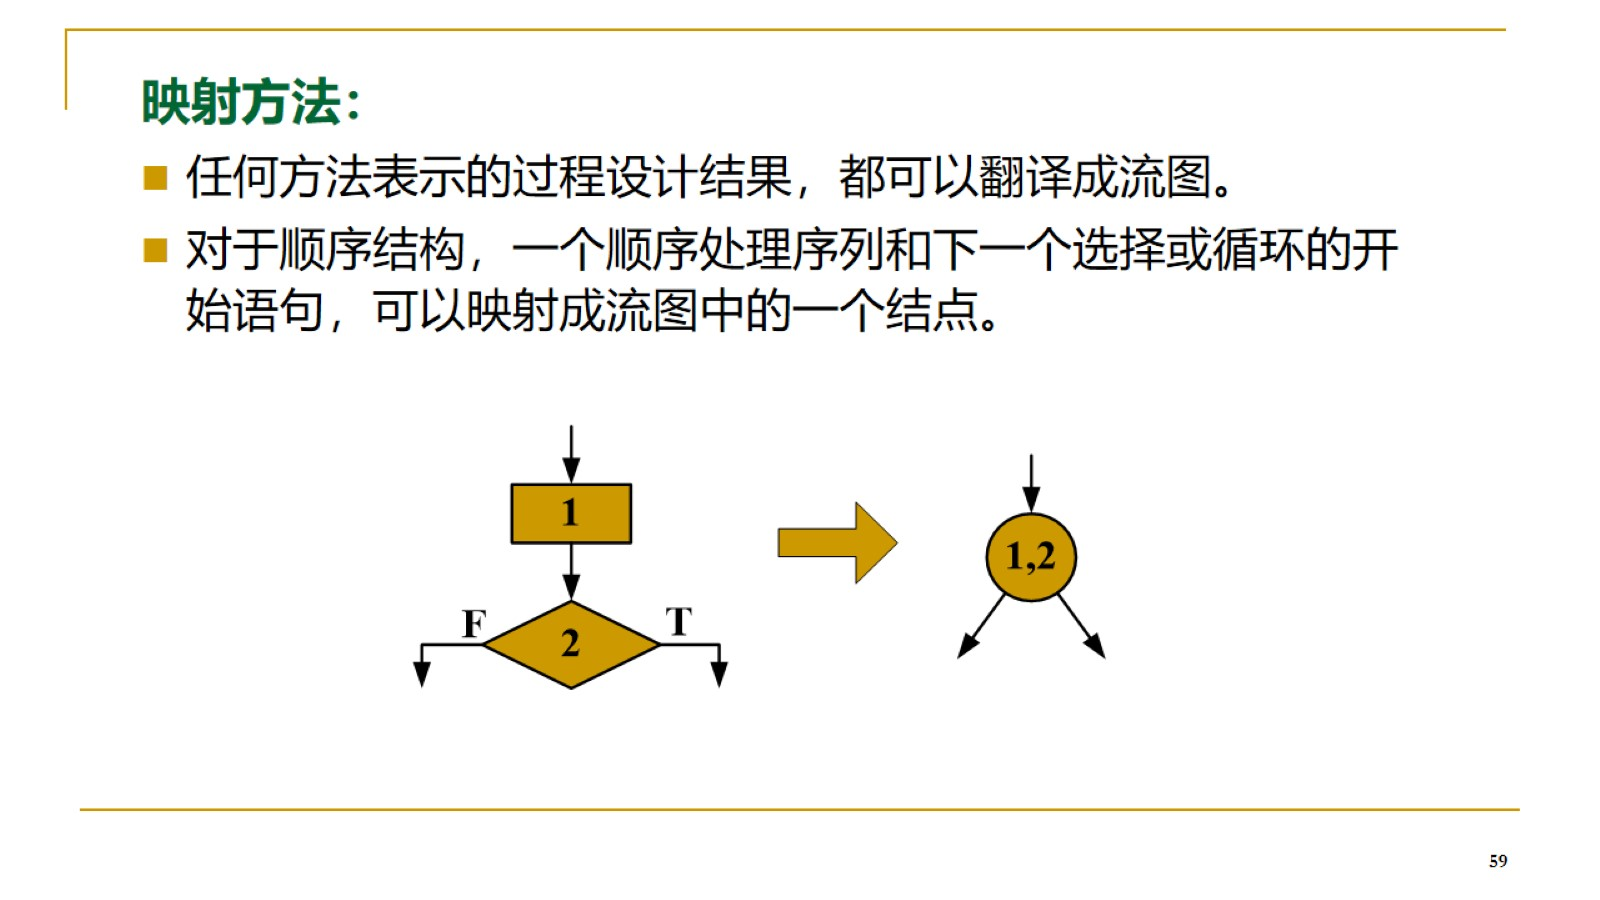 映射方法：
任何方法表示的过程设计结果，都可以翻译成流图。
对于顺序结构，一个顺序处理序列和下一个选择或循环的开
始语句，可以映射成流图中的一个结点。
1
1,2
F
T
2
59